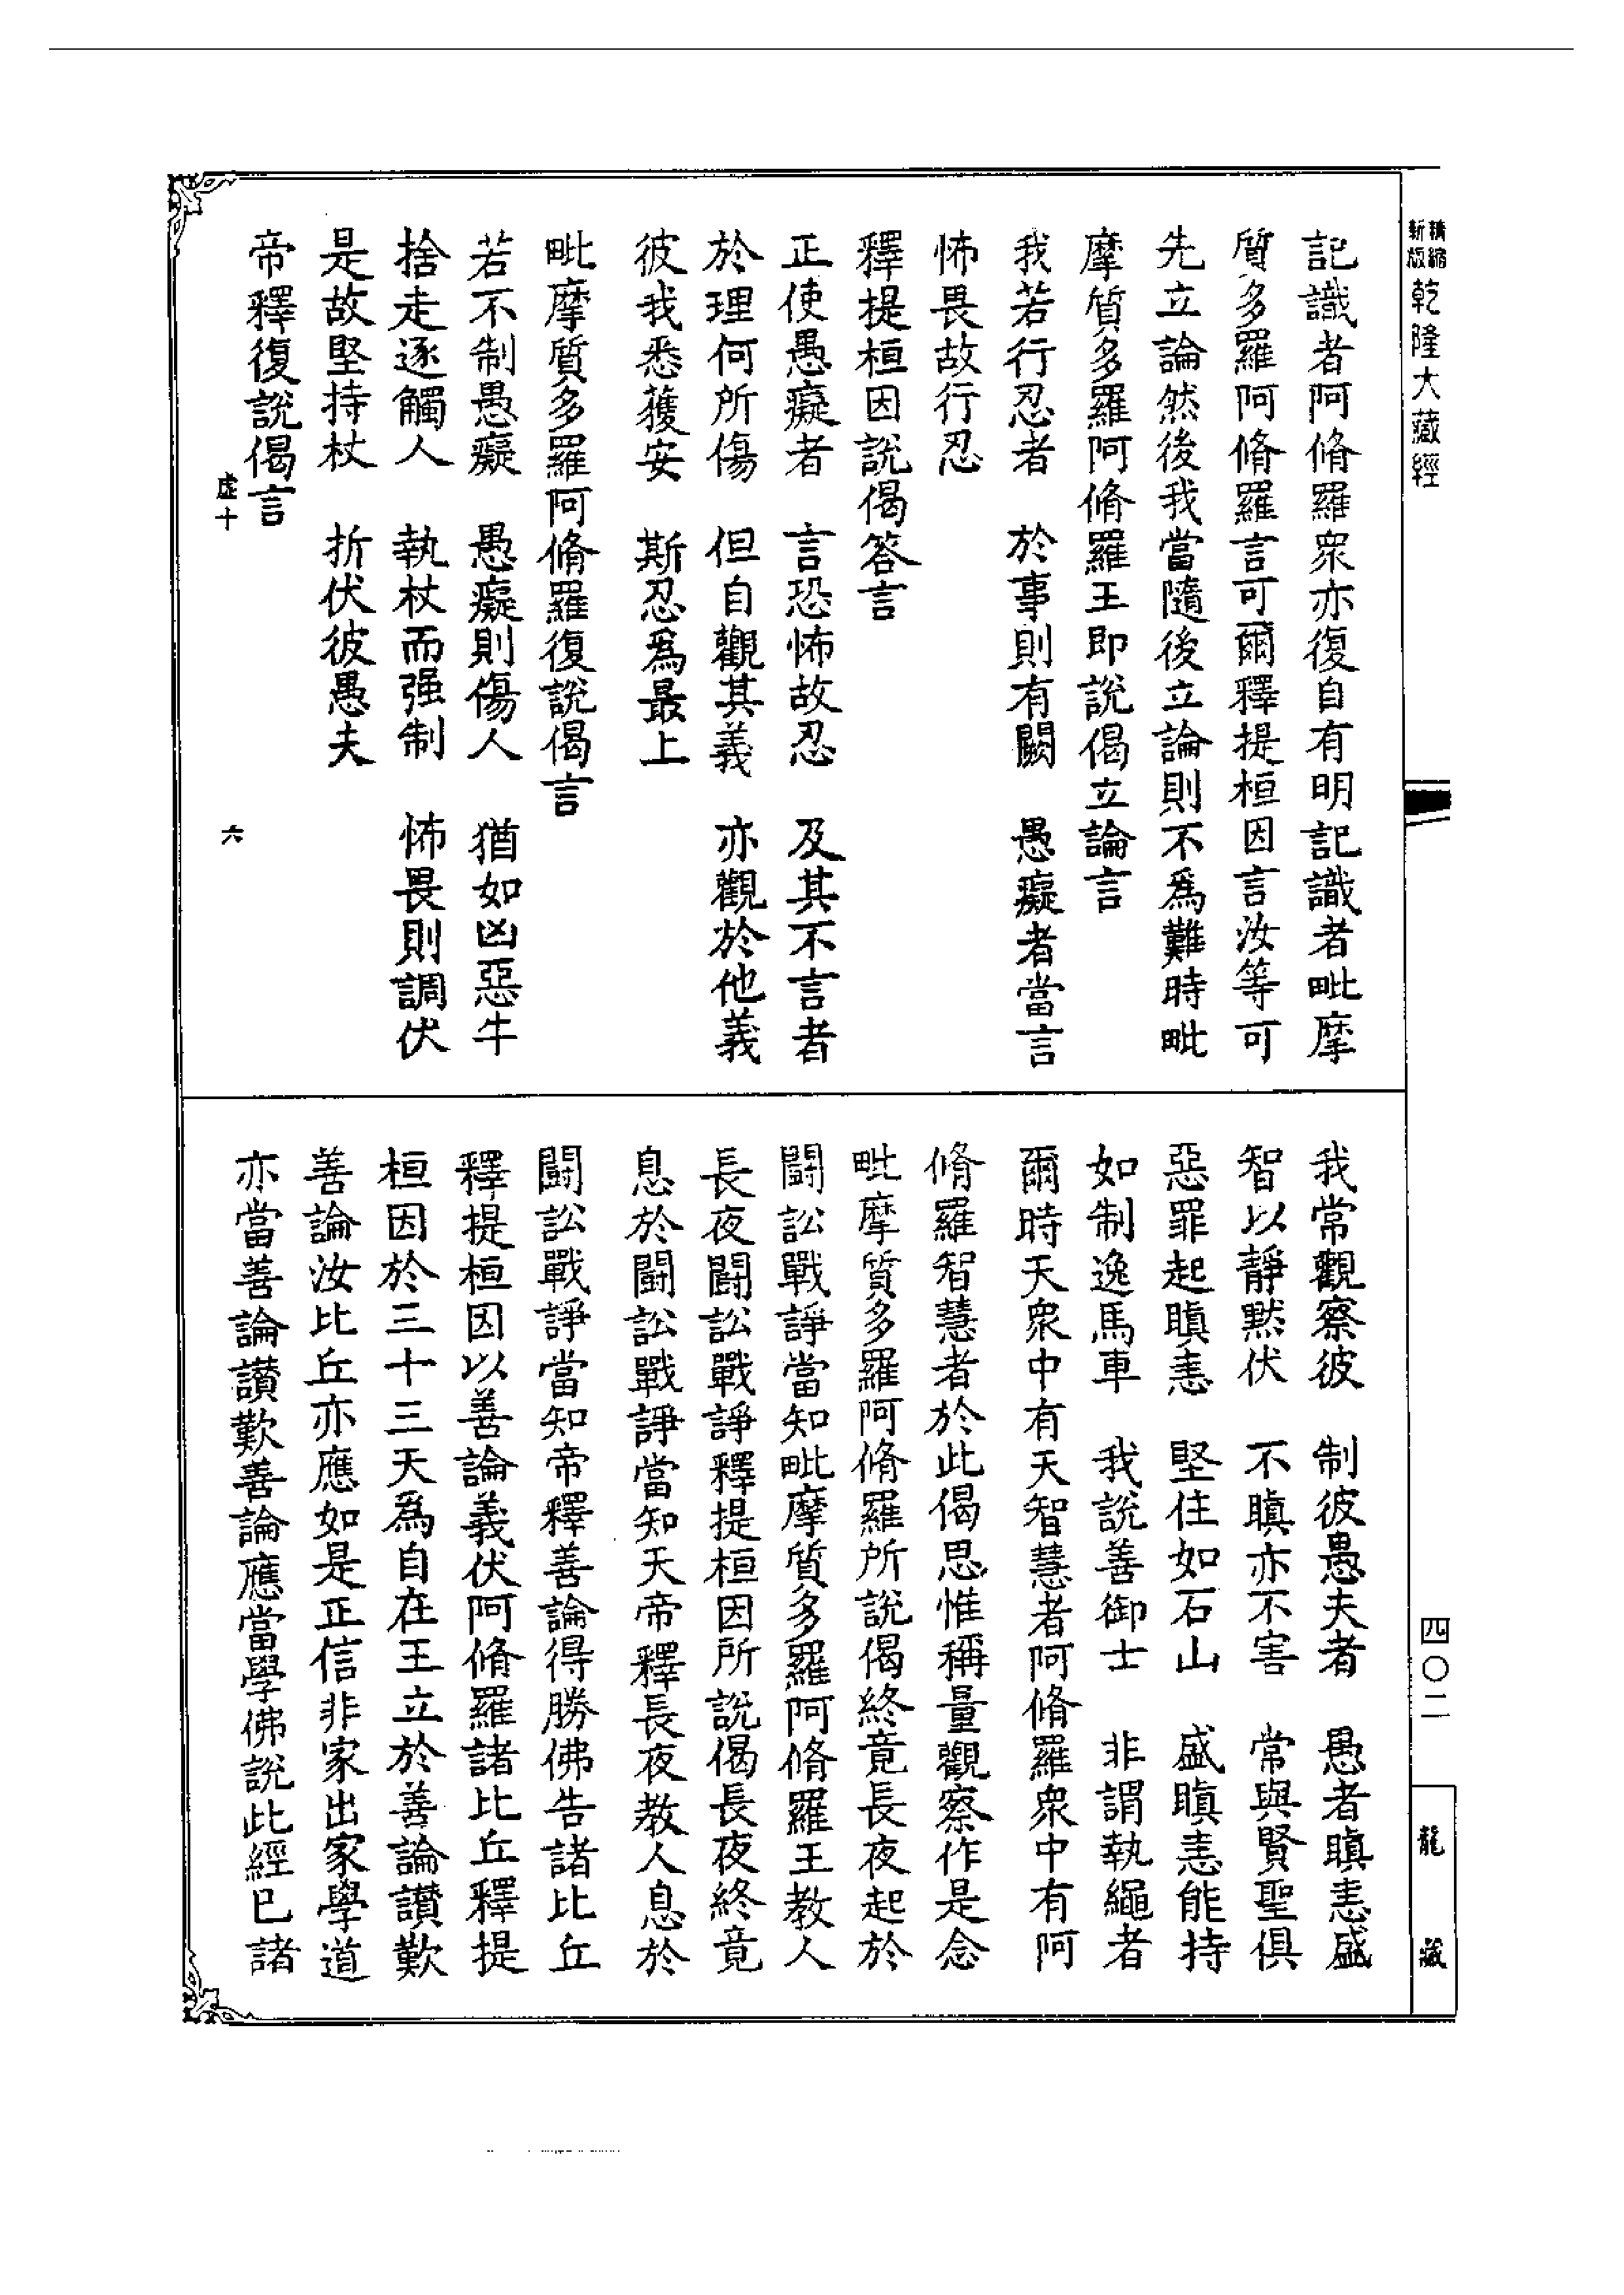 新版精縮乾隆大藏經
記識者阿脩羅眾亦復自有明記識者毗摩
質多羅阿脩羅言可爾釋提桓因言汝等可
先立論然後我當隨後立論則不爲難時毗
摩質多羅阿脩羅王即說偈立論言
我若行忍者　於事則有闕　愚癡者當言
怖畏故行忍
釋提桓因說偈答言
正使愚癡者　言恐怖故忍　及其不言者
於理何所傷　但自觀其義　亦觀於他義
彼我悉獲安　斯忍爲最上
毗摩質多羅阿脩羅復說偈言
若不制愚癡　愚癡則傷人　猶如凶惡牛
捨走逐觸人　執杖而强制　怖畏則調伏
是故堅持杖　折伏彼愚夫
帝釋復說偈言
虛十　六
我常觀察彼　制彼愚夫者　愚者瞋恚盛
智以靜默伏　不瞋亦不害　常與賢聖俱
惡罪起瞋恚　堅住如石山　盛瞋恚能持
如制逸馬車　我說善御士　非謂執繩者
爾時天眾中有天智慧者阿脩羅眾中有阿
脩羅智慧者於此偈思惟稱量觀察作是念
毗摩質多羅阿脩羅所說偈終竟長夜起於
鬪訟戰諍當知毗摩質多羅阿脩羅王教人
長夜鬪訟戰諍釋提桓因所說偈長夜終竟
息於鬪訟戰諍當知天帝釋長夜教人息於
鬪訟戰諍當知帝釋善論得勝佛告諸比丘
釋提桓因以善論義伏阿脩羅諸比丘釋提
桓因於三十三天爲自在王立於善論讚歎
善論汝比丘亦應如是正信非家出家學道
亦當善論讚歎善論應當學佛說此經已諸
四〇二
龍藏